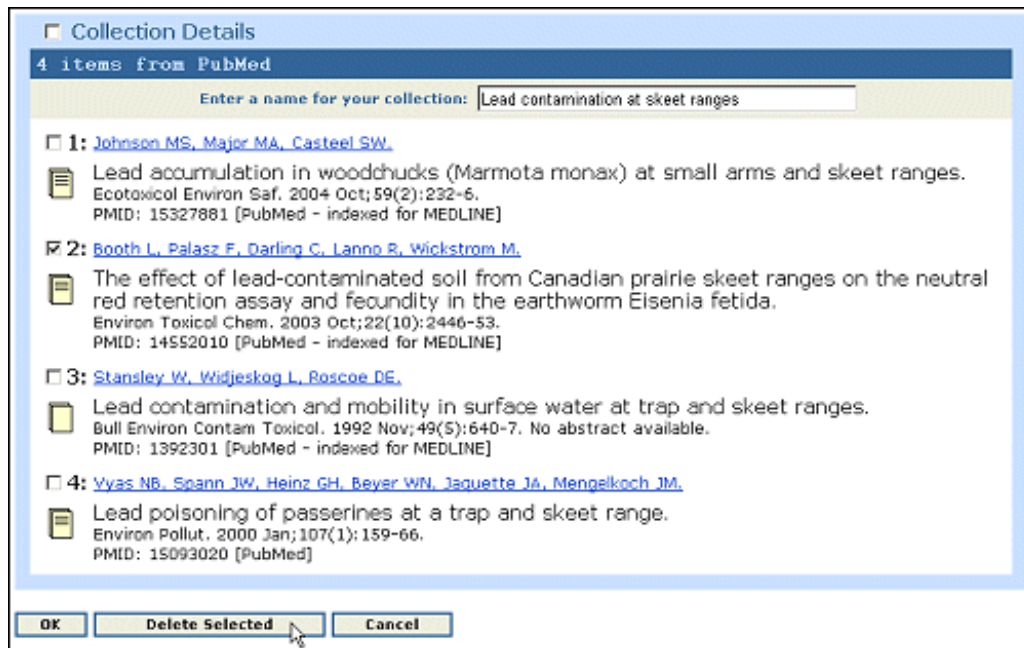 Collection Details
4 items from PubMed
Enter a name for your collection: Lead contamination at skeet ranges
1: Johnson MS, Major MA, Casteel SW.
Lead accumulation in woodchucks (Marmota monax) at small arms and skeet ranges.
Ecotoxicol Environ Saf. 2004 Oct;59(2):232-6.
PMID: 15327881 [PubMed - indexed for MEDLINE]
2: Booth L, Palasz F, Darling C, Lanno R, Wickstrom M.
The effect of lead-contaminated soil from Canadian prairie skeet ranges on the neutral
red retention assay and fecundity in the earthworm Eisenia fetida.
Environ Toxicol Chem. 2003 Oct;22(10):2446-53.
PMID: 14552010 [PubMed - indexed for MEDLINE]
3: Stansley W, Widjeskog L, Roscoe DE.
Lead contamination and mobility in surface water at trap and skeet ranges.
Bull Environ Contam Toxicol. 1992 Nov;49(5):640-7. No abstract available.
PMID: 1392301 [PubMed - indexed for MEDLINE]
4: Vyas NB, Spann JW, Heinz GH, Beyer WN, Jaquette JA, Mengelkoch JM.
Lead poisoning of passerines at a trap and skeet range.
Environ Pollut. 2000 Jan;107(1):159-66.
PMID: 15093020 [PubMed]
OK Delete Selected Cancel